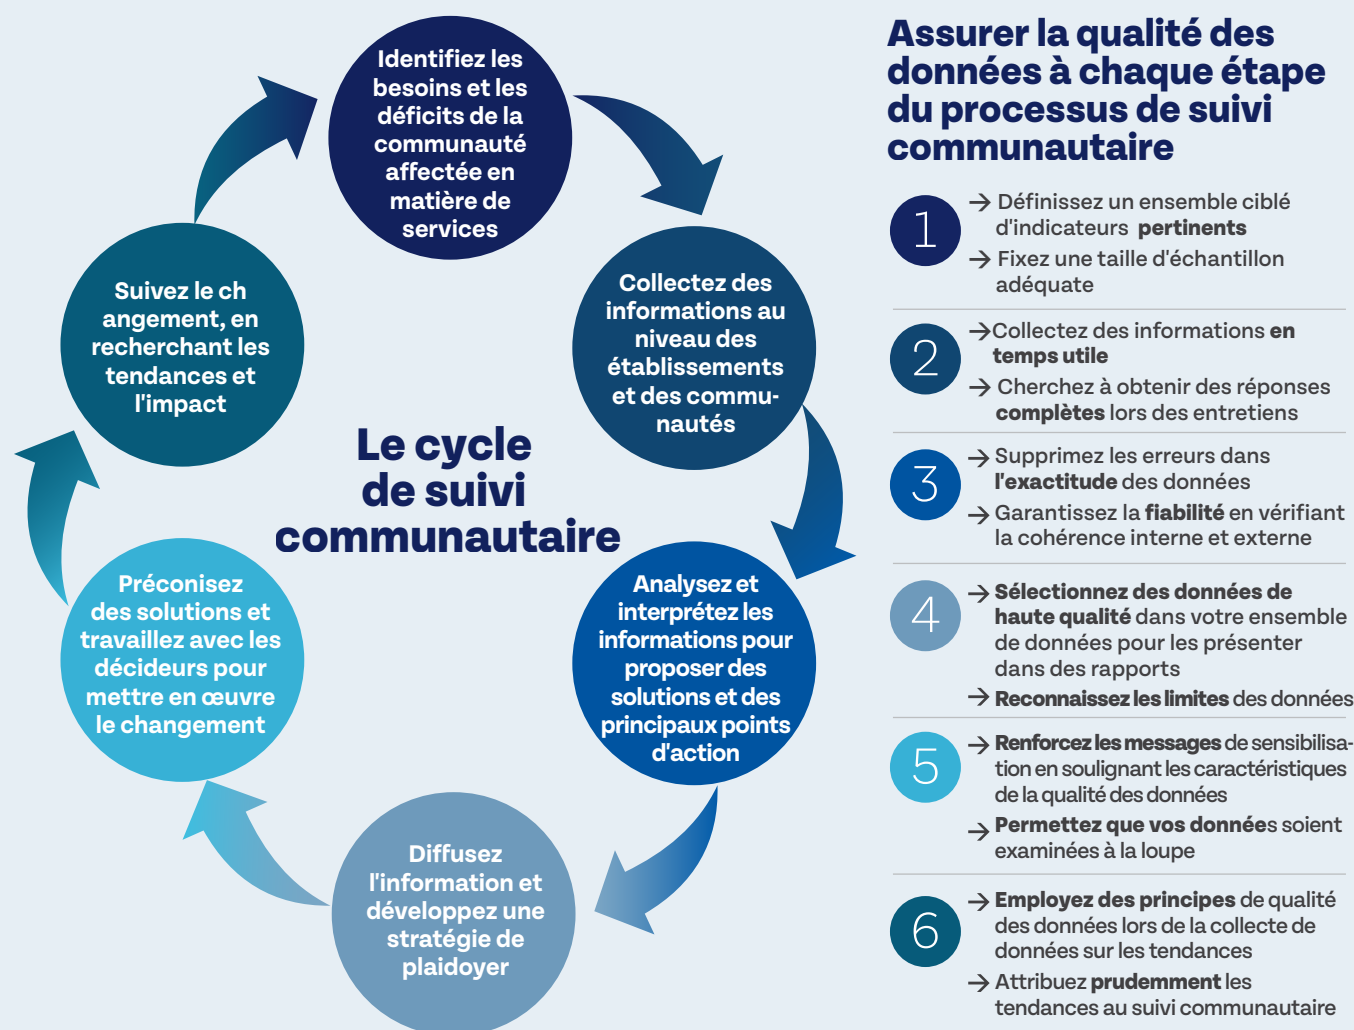 Identifiez les
besoins et les
déficits de la
communauté
affectée en
matière de
services
Collectez des
informations au
niveau des
établissements
et des commu-
nautés
Analysez et
interprétez les
informations pour
proposer des
solutions et des
principaux points
d'action
Diffusez
l'information et
développez une
stratégie de
plaidoyer
Préconisez
des solutions et
travaillez avec les
décideurs pour
mettre en œuvre
le changement
Suivez le ch
angement, en
recherchant les
tendances et
l'impact
Le cycle
de suivi
communautaire
Assurer la qualité des
données à chaque étape
du processus de suivi
communautaire
1
→ Définissez un ensemble ciblé
d'indicateurs pertinents
→ Fixez une taille d'échantillon
adéquate
2
→Collectez des informations en
temps utile
→ Cherchez à obtenir des réponses
complètes lors des entretiens
3
→ Supprimez les erreurs dans
l'exactitude des données
→ Garantissez la fiabilité en vérifiant
la cohérence interne et externe
4
→ Sélectionnez des données de
haute qualité dans votre ensemble
de données pour les présenter
dans des rapports
→ Reconnaissez les limites des données
5
→ Renforcez les messages de sensibilisa-
tion en soulignant les caractéristiques
de la qualité des données
→ Permettez que vos données soient
examinées à la loupe
6
→ Employez des principes de qualité
des données lors de la collecte de
données sur les tendances
→ Attribuez prudemment les
tendances au suivi communautaire